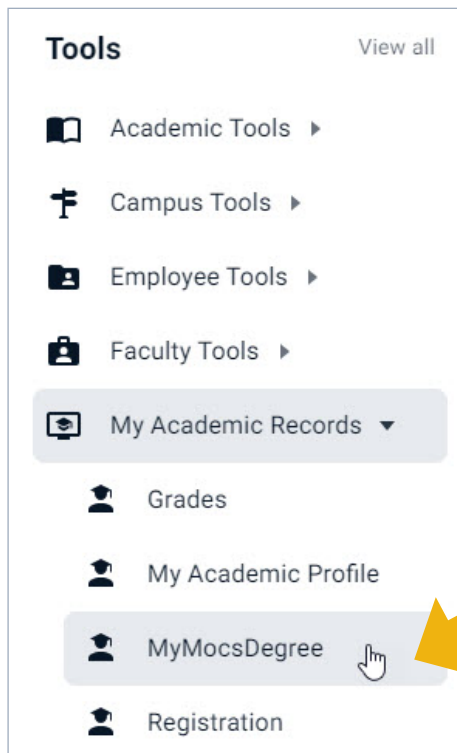 Tools View all
Academic Tools
Campus Tools
Employee Tools
Faculty Tools
My Academic Records
Grades
My Academic Profile
MyMocsDegree
Registration